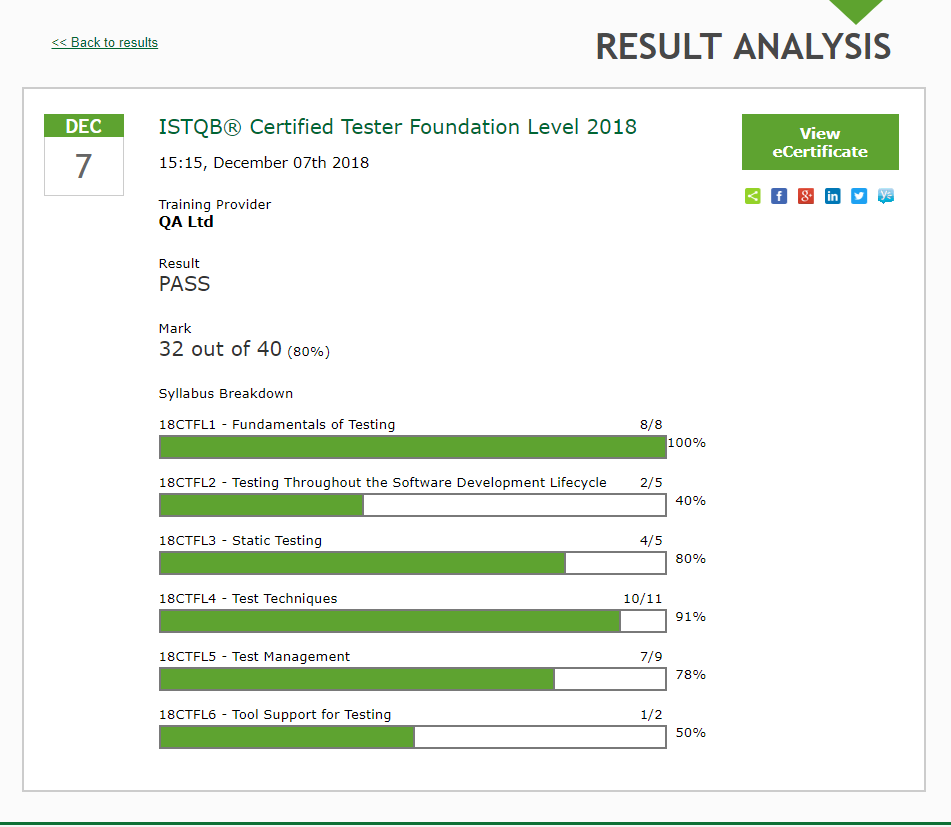 << Back to results
RESULT ANALYSIS
DEC
7
ISTQB® Certified Tester Foundation Level 2018
15:15, December 07th 2018
View
eCertificate
Training Provider
QA Ltd
Result
PASS
Mark
32 out of 40 (80%)
Syllabus Breakdown
18CTFL1 - Fundamentals of Testing 8/8
100%
18CTFL2 - Testing Throughout the Software Development Lifecycle 2/5
40%
18CTFL3 - Static Testing 4/5
80%
18CTFL4 - Test Techniques 10/11
91%
18CTFL5 - Test Management 7/9
78%
18CTFL6 - Tool Support for Testing 1/2
50%